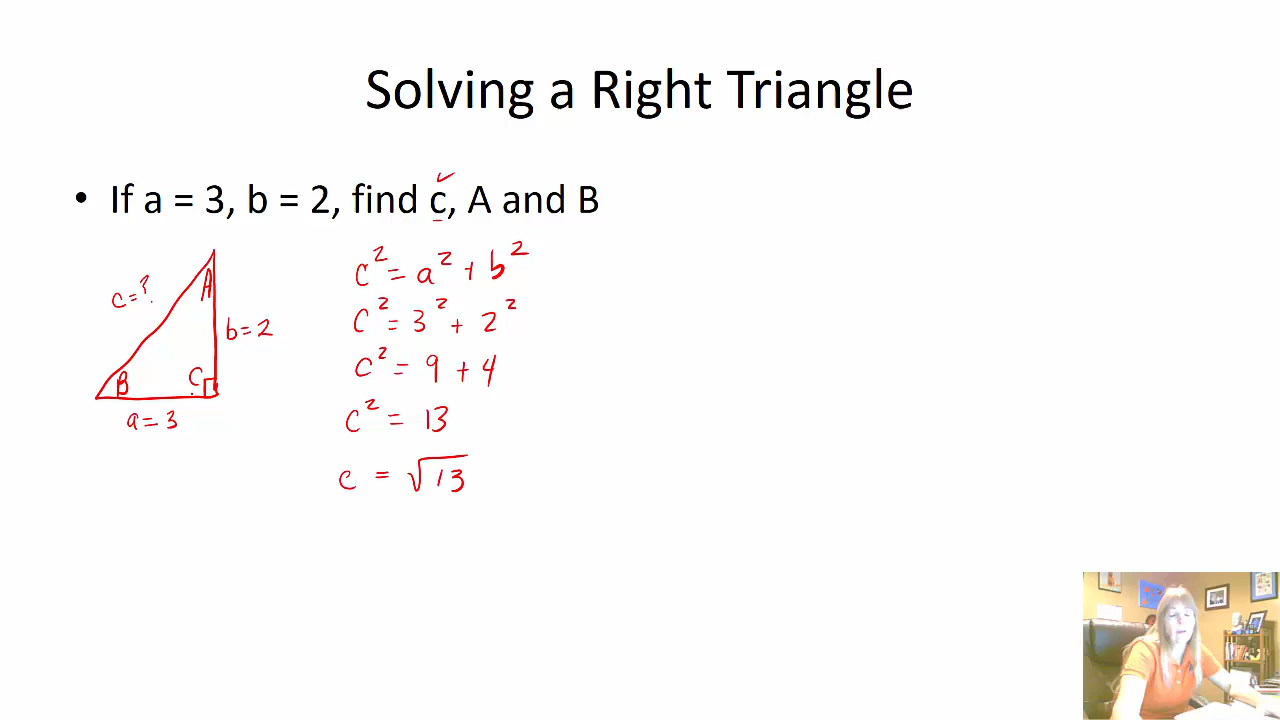 Solving a Right Triangle
• If a = 3, b = 2, find c, A and B
c = ?
A
b = 2
B
C
a = 3
c² = a² + b²
c² = 3² + 2²
c² = 9 + 4
c² = 13
c = √13